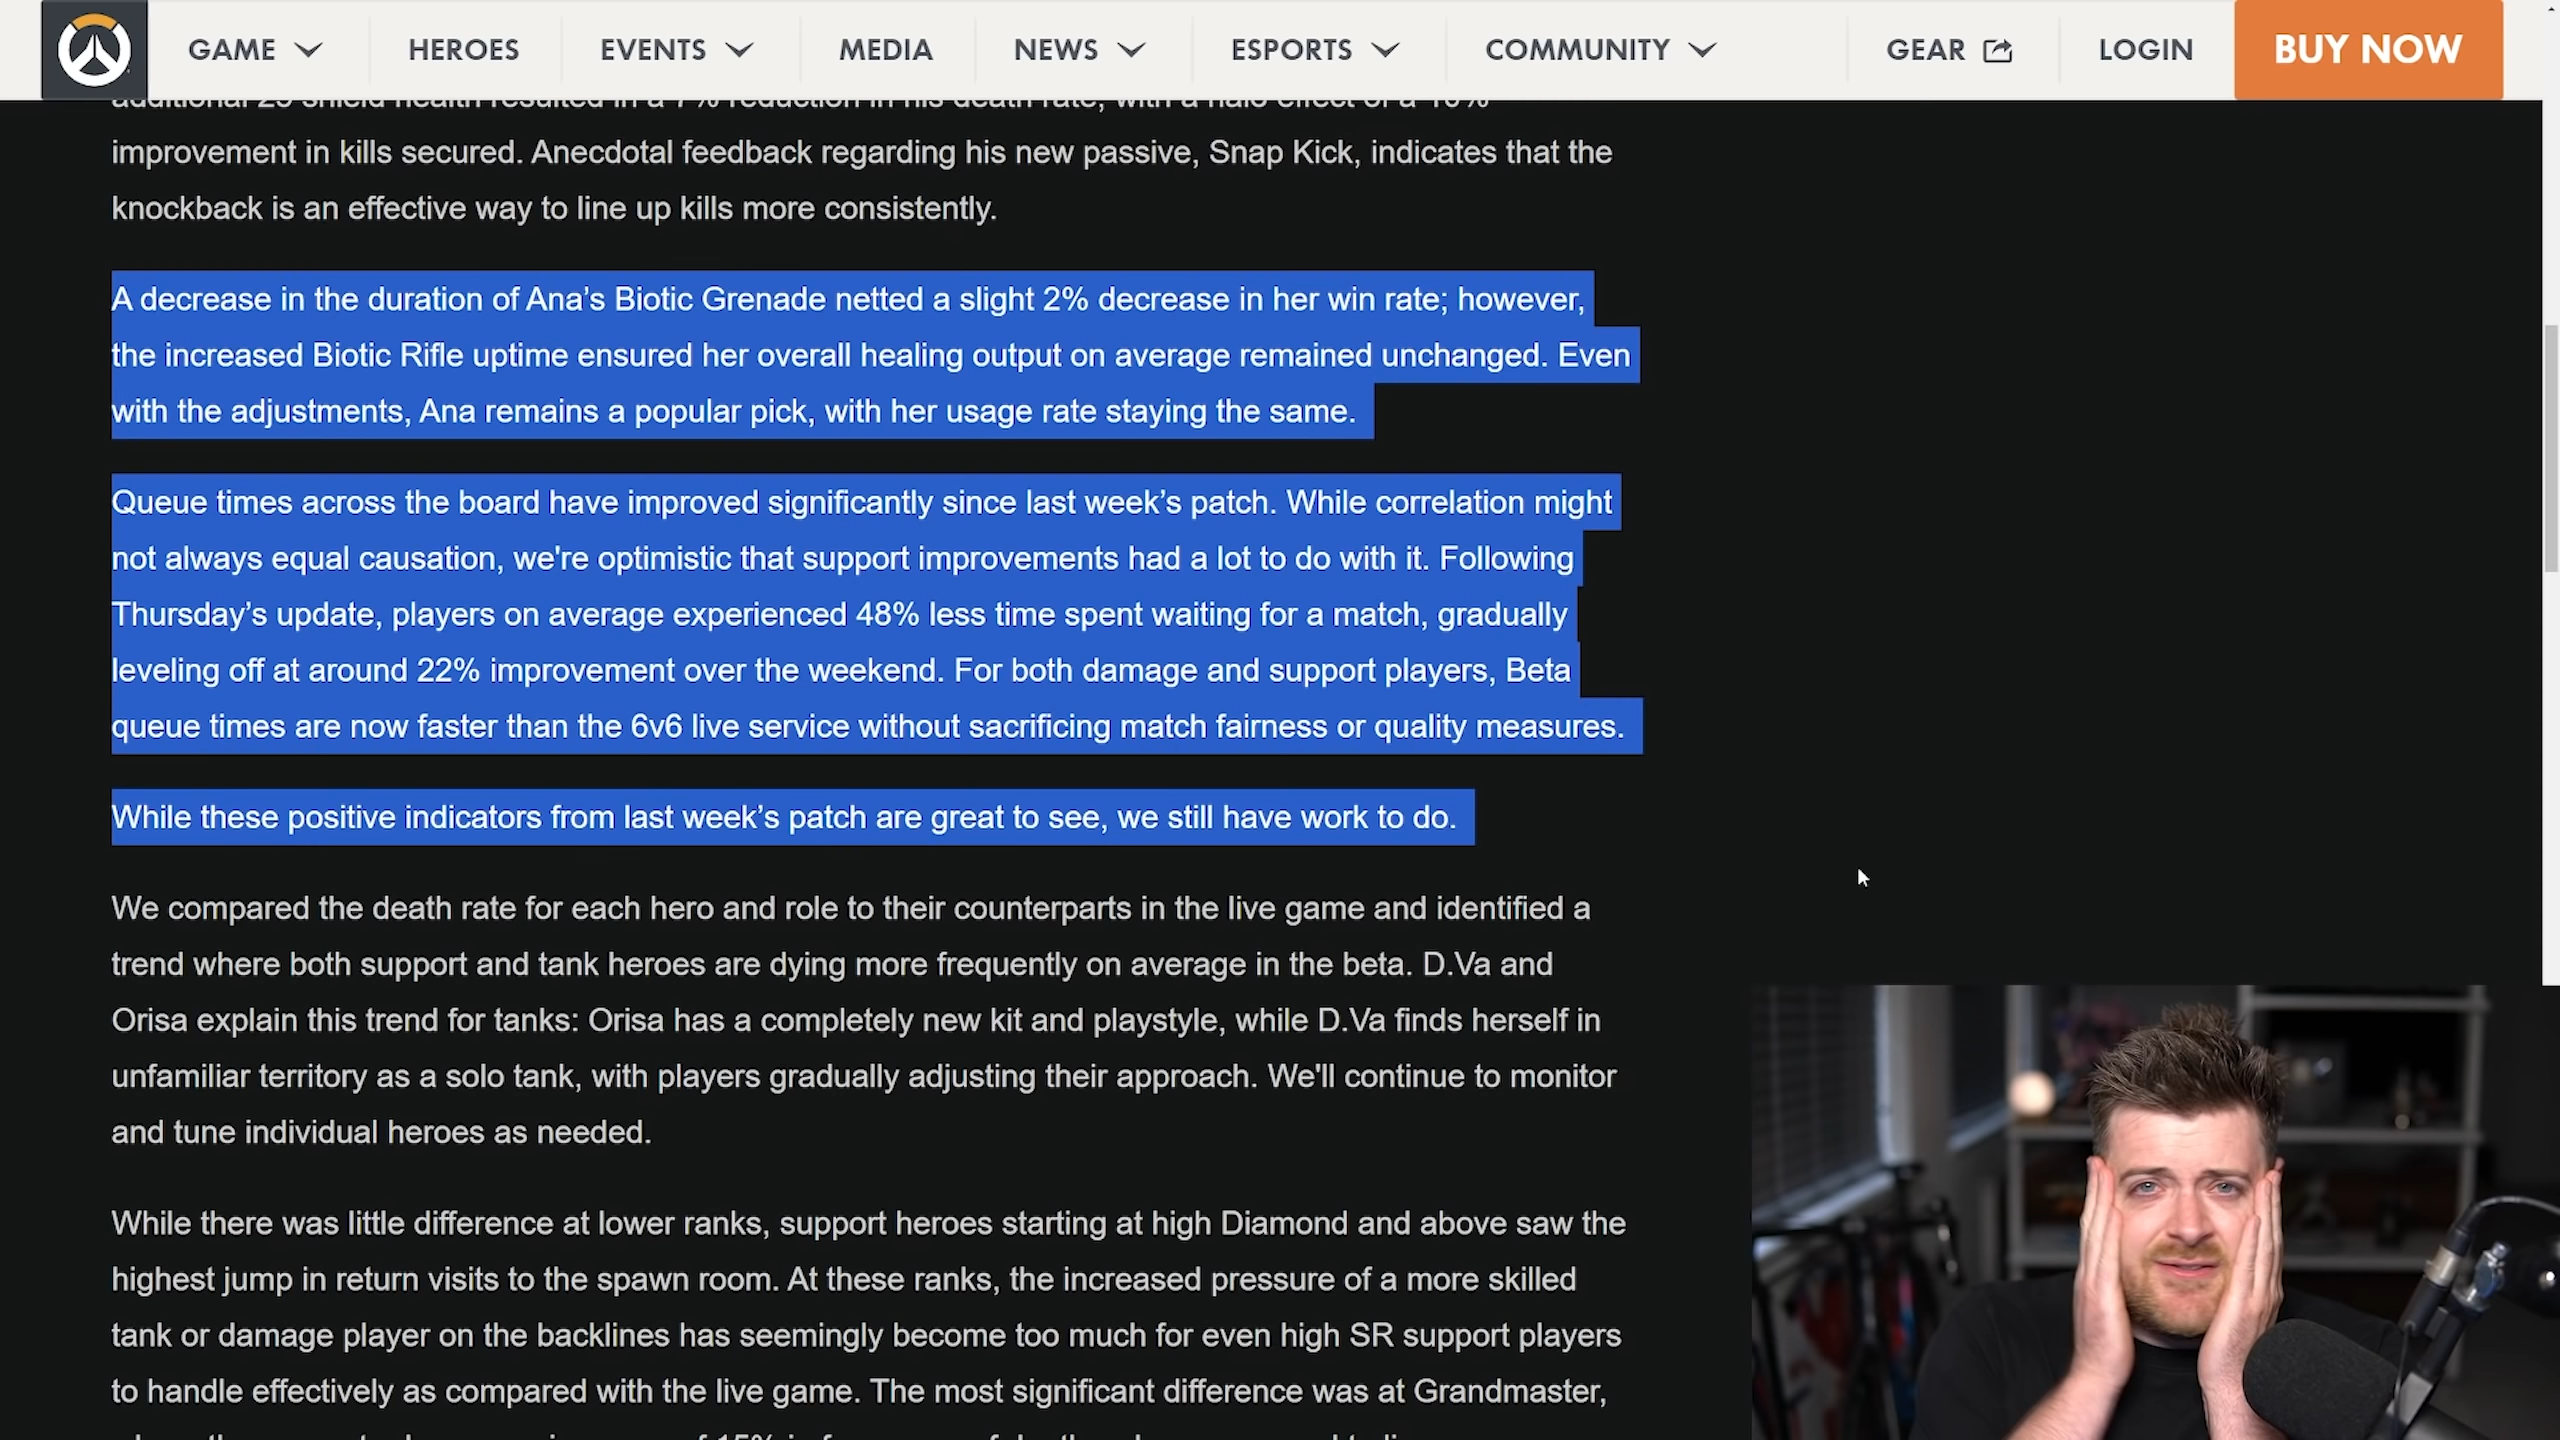 GAME HEROES EVENTS MEDIA NEWS ESPORTS COMMUNITY GEAR LOGIN BUY NOW
additional 25 shield health resulted in a 7% reduction in his death rate, with a halo effect of a
improvement in kills secured. Anecdotal feedback regarding his new passive, Snap Kick, indicates that the
knockback is an effective way to line up kills more consistently.
A decrease in the duration of Ana’s Biotic Grenade netted a slight 2% decrease in her win rate; however,
the increased Biotic Rifle uptime ensured her overall healing output on average remained unchanged. Even
with the adjustments, Ana remains a popular pick, with her usage rate staying the same.
Queue times across the board have improved significantly since last week’s patch. While correlation might
not always equal causation, we're optimistic that support improvements had a lot to do with it. Following
Thursday’s update, players on average experienced 48% less time spent waiting for a match, gradually
leveling off at around 22% improvement over the weekend. For both damage and support players, Beta
queue times are now faster than the 6v6 live service without sacrificing match fairness or quality measures.
While these positive indicators from last week’s patch are great to see, we still have work to do.
We compared the death rate for each hero and role to their counterparts in the live game and identified a
trend where both support and tank heroes are dying more frequently on average in the beta. D.Va and
Orisa explain this trend for tanks: Orisa has a completely new kit and playstyle, while D.Va finds herself in
unfamiliar territory as a solo tank, with players gradually adjusting their approach. We'll continue to monitor
and tune individual heroes as needed.
While there was little difference at lower ranks, support heroes starting at high Diamond and above saw the
highest jump in return visits to the spawn room. At these ranks, the increased pressure of a more skilled
tank or damage player on the backlines has seemingly become too much for even high SR support players
to handle effectively as compared with the live game. The most significant difference was at Grandmaster,